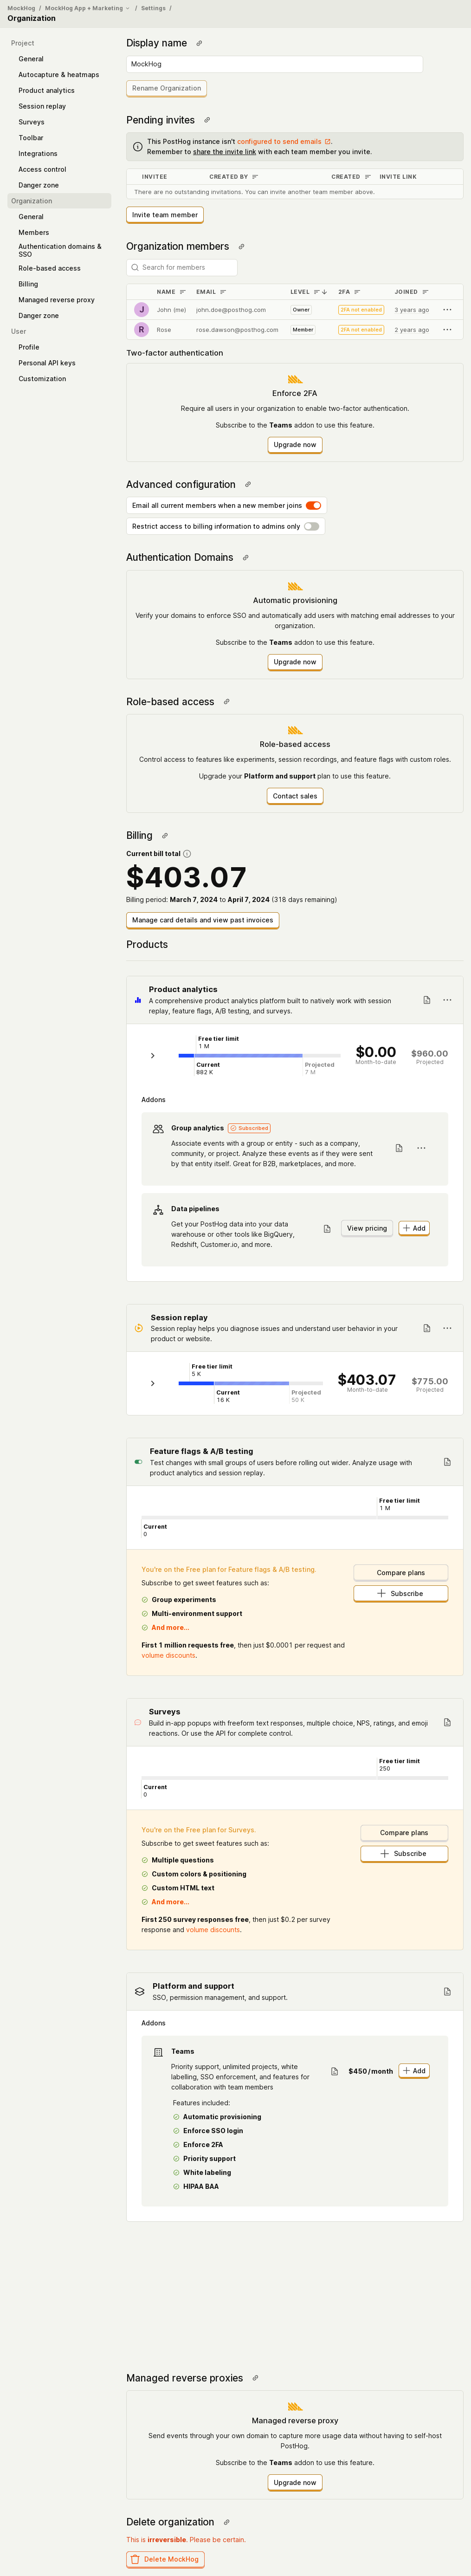 MockHog / MockHog App + Marketing / Settings /
Organization
Project
General
Autocapture & heatmaps
Product analytics
Session replay
Surveys
Toolbar
Integrations
Access control
Danger zone
Organization
General
Members
Authentication domains &
SSO
Role-based access
Billing
Managed reverse proxy
Danger zone
User
Profile
Personal API keys
Customization
Display name
MockHog
Rename Organization
Pending invites
This PostHog instance isn't configured to send emails .
Remember to share the invite link with each team member you invite.
INVITEE CREATED BY CREATED INVITE LINK
There are no outstanding invitations. You can invite another team member above.
Invite team member
Organization members
Search for members
NAME EMAIL LEVEL 2FA JOINED
J John (me) john.doe@posthog.com Owner 2FA not enabled 3 years ago
R Rose rose.dawson@posthog.com Member 2FA not enabled 2 years ago
Two-factor authentication
Enforce 2FA
Require all users in your organization to enable two-factor authentication.
Subscribe to the Teams addon to use this feature.
Upgrade now
Advanced configuration
Email all current members when a new member joins
Restrict access to billing information to admins only
Authentication Domains
Automatic provisioning
Verify your domains to enforce SSO and automatically add users with matching email addresses to your
organization.
Subscribe to the Teams addon to use this feature.
Upgrade now
Role-based access
Role-based access
Control access to features like experiments, session recordings, and feature flags with custom roles.
Upgrade your Platform and support plan to use this feature.
Contact sales
Billing
Current bill total
$403.07
Billing period: March 7, 2024 to April 7, 2024 (318 days remaining)
Manage card details and view past invoices
Products
Product analytics
A comprehensive product analytics platform built to natively work with session
replay, feature flags, A/B testing, and surveys.
Free tier limit
1 M
Current
882 K
Projected
7 M
$0.00
Month-to-date
$960.00
Projected
Addons
Group analytics Subscribed
Associate events with a group or entity - such as a company,
community, or project. Analyze these events as if they were sent
by that entity itself. Great for B2B, marketplaces, and more.
Data pipelines
Get your PostHog data into your data
warehouse or other tools like BigQuery,
Redshift, Customer.io, and more.
View pricing
Add
Session replay
Session replay helps you diagnose issues and understand user behavior in your
product or website.
Free tier limit
5 K
Current
16 K
Projected
50 K
$403.07
Month-to-date
$775.00
Projected
Feature flags & A/B testing
Test changes with small groups of users before rolling out wider. Analyze usage with
product analytics and session replay.
Free tier limit
1 M
Current
0
You're on the Free plan for Feature flags & A/B testing.
Subscribe to get sweet features such as:
Group experiments
Multi-environment support
And more...
First 1 million requests free, then just $0.0001 per request and
volume discounts.
Compare plans
Subscribe
Surveys
Build in-app popups with freeform text responses, multiple choice, NPS, ratings, and emoji
reactions. Or use the API for complete control.
Free tier limit
250
Current
0
You're on the Free plan for Surveys.
Subscribe to get sweet features such as:
Multiple questions
Custom colors & positioning
Custom HTML text
And more...
First 250 survey responses free, then just $0.2 per survey
response and volume discounts.
Compare plans
Subscribe
Platform and support
SSO, permission management, and support.
Addons
Teams
Priority support, unlimited projects, white
labeling, SSO enforcement, and features for
collaboration with team members
$450/month
Add
Features included:
Automatic provisioning
Enforce SSO login
Enforce 2FA
Priority support
White labeling
HIPAA BAA
Managed reverse proxies
Managed reverse proxy
Send events through your own domain to capture more usage data without having to self-host
PostHog.
Subscribe to the Teams addon to use this feature.
Upgrade now
Delete organization
This is irreversible. Please be certain.
Delete MockHog